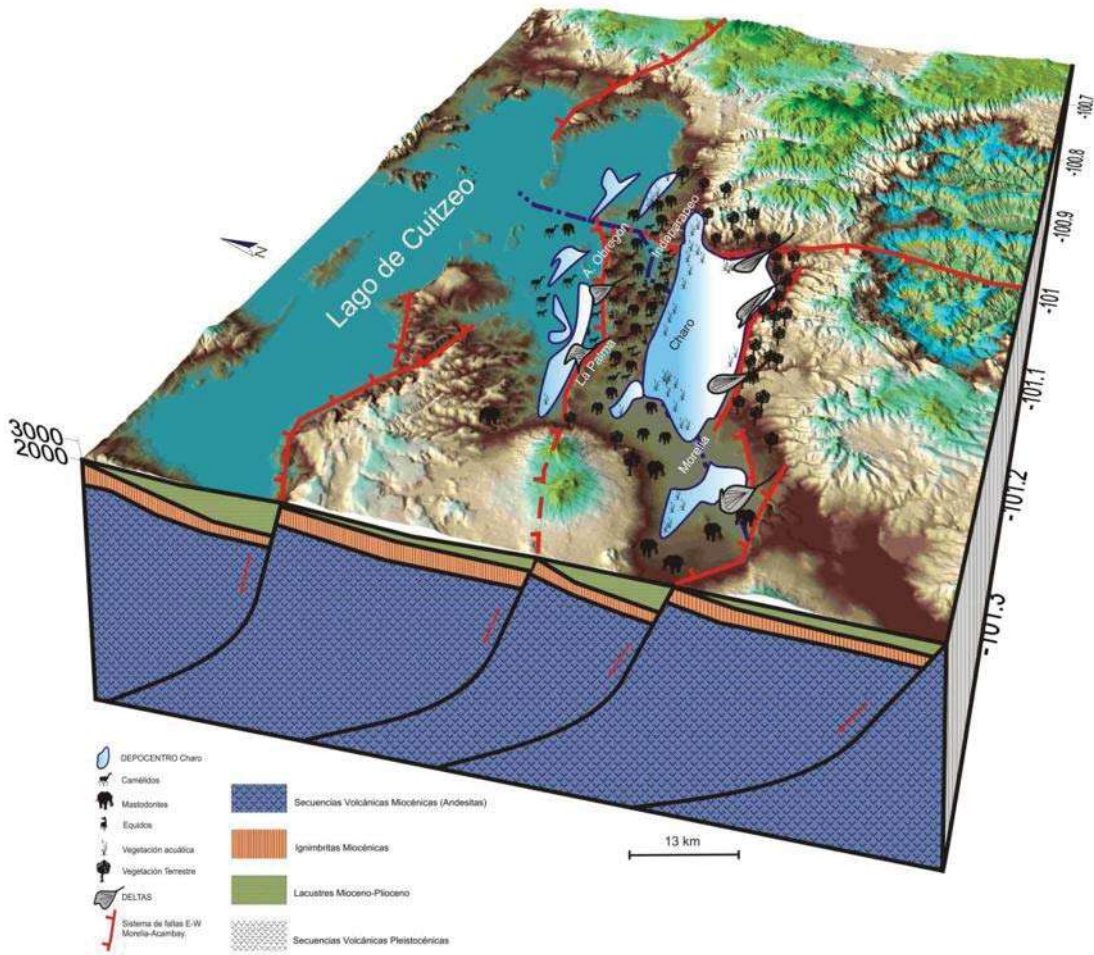 -100.7
-100.8
-100.9
-101
-101.1
-101.2
-101.3
3000
2000
Lago de Cuitzeo
N
A. Obregón
Indaparapeo
La Palma
Charo
Morelia
DEPOCENTRO Charo
Camélidos
Mastodontes
Equidos
Vegetación acuática
Vegetación Terrestre
DELTAS
Sistema de fallas E-W
Morelia-Acambay.
Secuencias Volcánicas Miocénicas (Andesitas)
Ignimbritas Miocénicas
Lacustres Mioceno-Plioceno
Secuencias Volcánicas Pleistocénicas
13 km